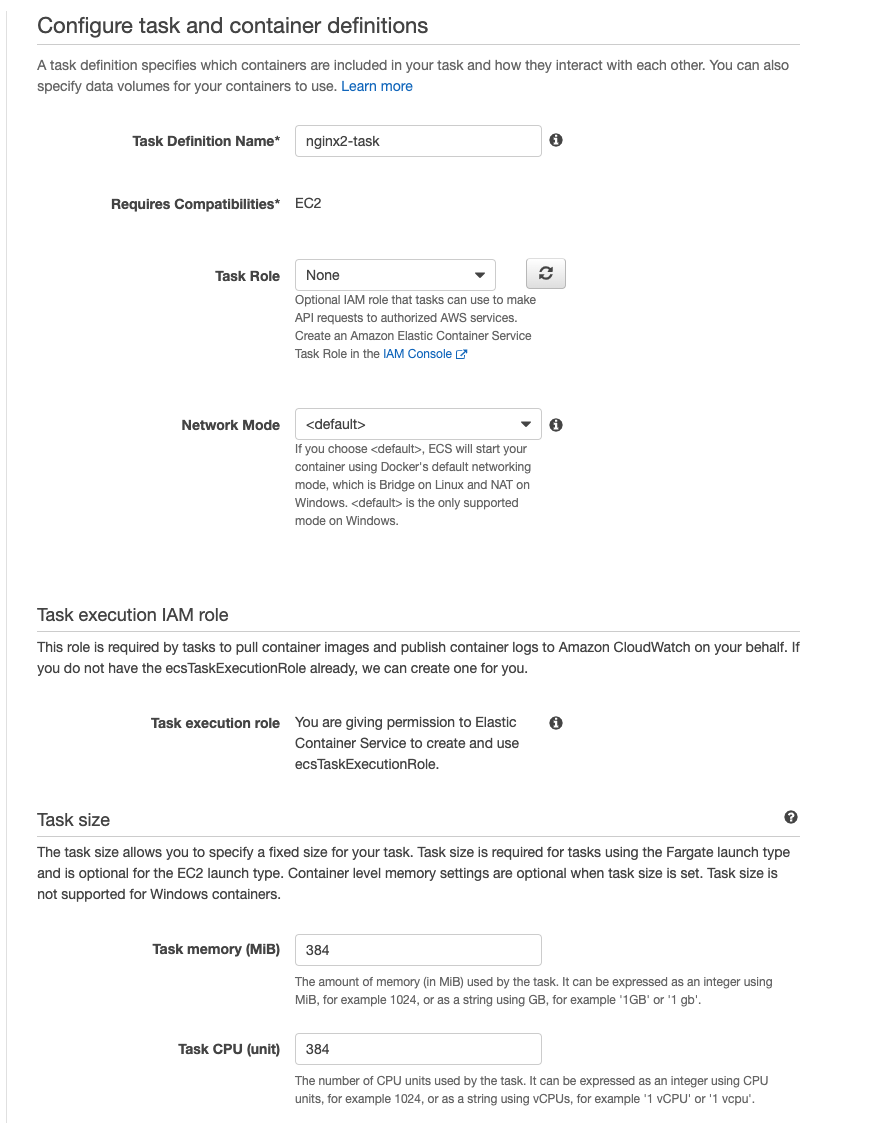 Configure task and container definitions
A task definition specifies which containers are included in your task and how they interact with each other. You can also
specify data volumes for your containers to use. Learn more
Task Definition Name* nginx2-task
Requires Compatibilities* EC2
Task Role None
Optional IAM role that tasks can use to make
API requests to authorized AWS services.
Create an Amazon Elastic Container Service
Task Role in the IAM Console
Network Mode <default>
If you choose <default>, ECS will start your
container using Docker's default networking
mode, which is Bridge on Linux and NAT on
Windows. <default> is the only supported
mode on Windows.
Task execution IAM role
This role is required by tasks to pull container images and publish container logs to Amazon CloudWatch on your behalf. If
you do not have the ecsTaskExecutionRole already, we can create one for you.
Task execution role You are giving permission to Elastic
Container Service to create and use
ecsTaskExecutionRole.
Task size
The task size allows you to specify a fixed size for your task. Task size is required for tasks using the Fargate launch type
and is optional for the EC2 launch type. Container level memory settings are optional when task size is set. Task size is
not supported for Windows containers.
Task memory (MiB) 384
The amount of memory (in MiB) used by the task. It can be expressed as an integer using
MiB, for example 1024, or as a string using GB, for example '1GB' or '1 gb'.
Task CPU (unit) 384
The number of CPU units used by the task. It can be expressed as an integer using CPU
units, for example 1024, or as a string using vCPUs, for example '1 vCPU' or '1 vcpu'.